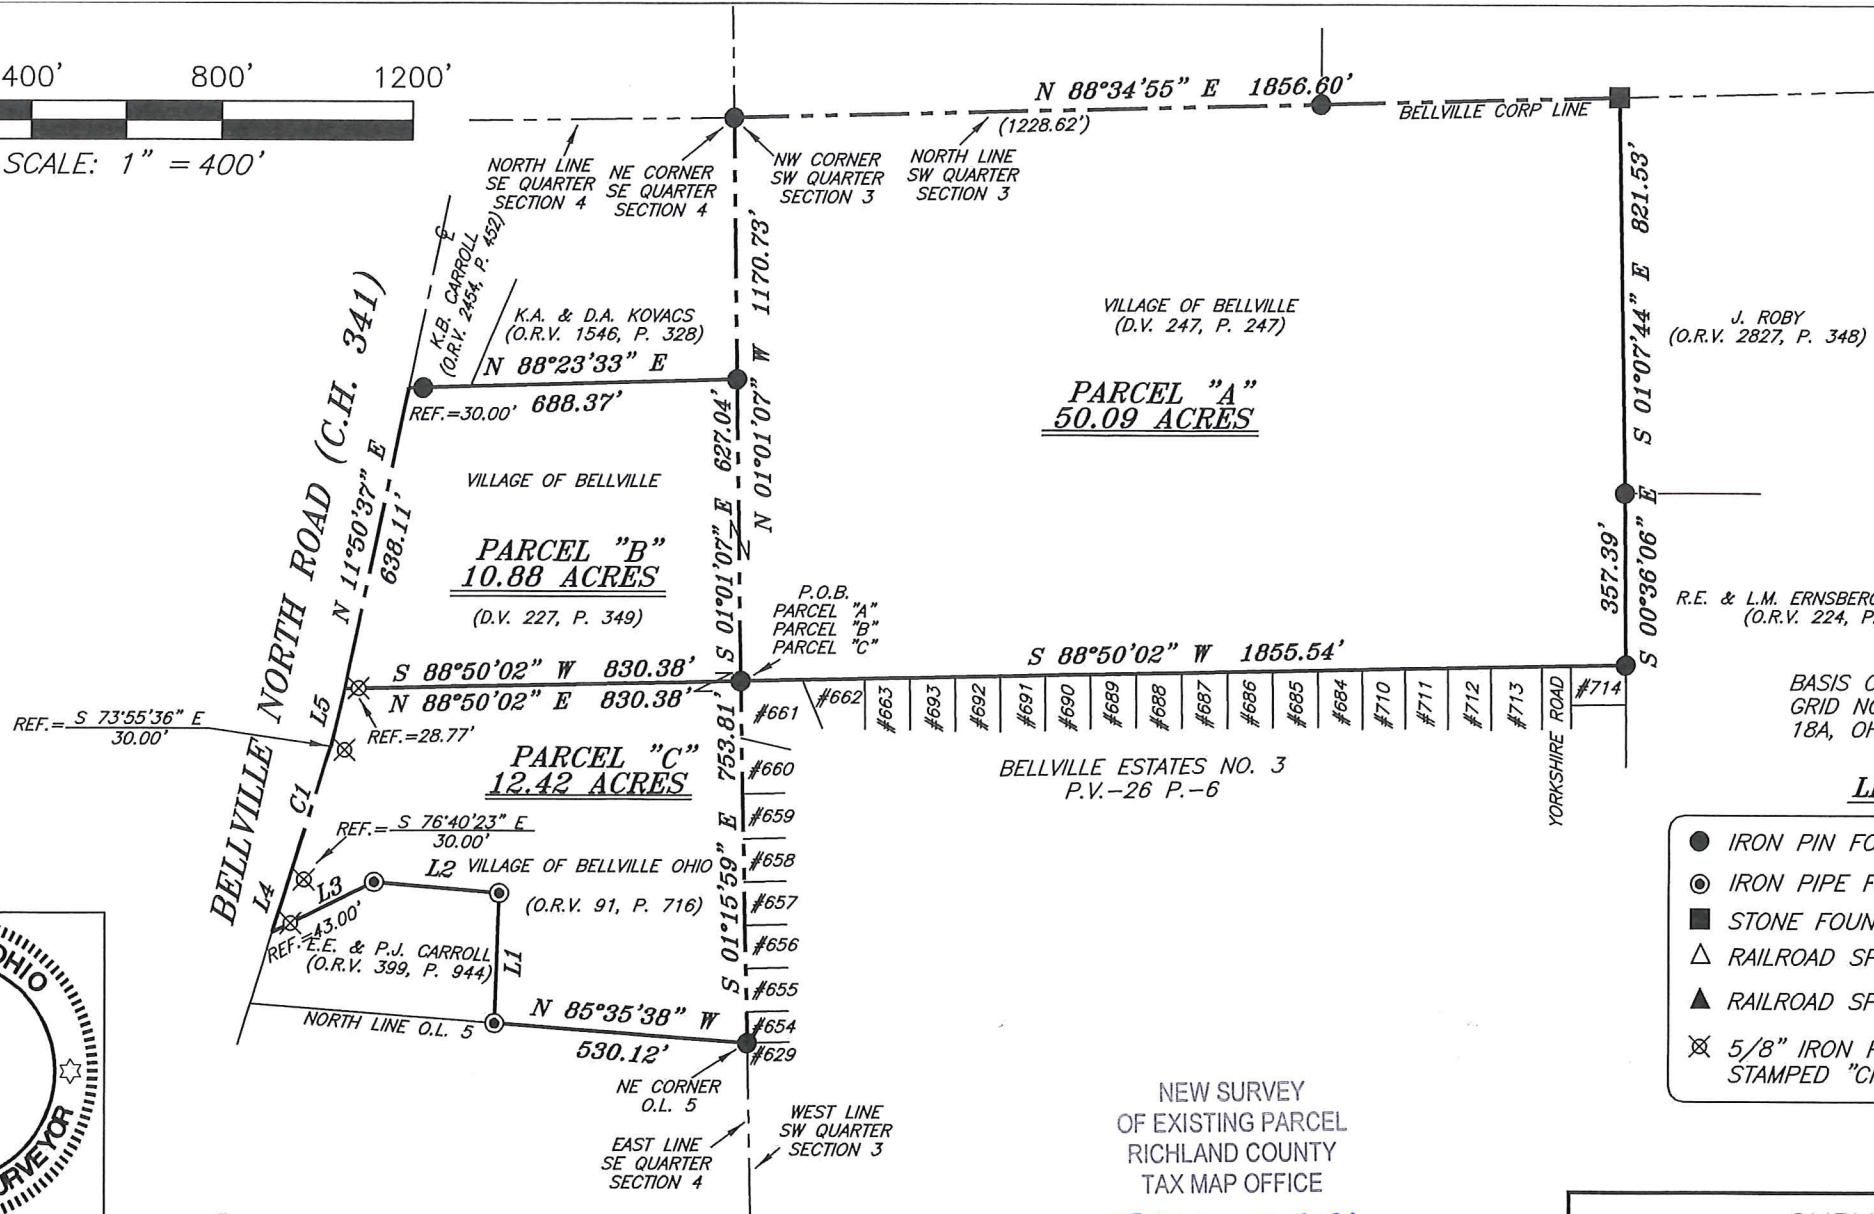 400' 800' 1200'
SCALE: 1" = 400'
N 88°34'55" E 1856.60'
(1228.62')
BELLVILLE CORP LINE
NORTH LINE
SE QUARTER
SECTION 4
NE CORNER
SE QUARTER
SECTION 4
NW CORNER
SW QUARTER
SECTION 3
NORTH LINE
SW QUARTER
SECTION 3
S 01°07'44" E 821.53'
N 01°01'07" W 1170.73'
K.B. CARROLL
(O.R.V. 2454, P. 452)
K.A. & D.A. KOVACS
(O.R.V. 1546, P. 328)
N 88°23'33" E
688.37'
REF.=30.00'
VILLAGE OF BELLVILLE
(D.V. 247, P. 247)
PARCEL "A"
50.09 ACRES
J. ROBY
(O.R.V. 2827, P. 348)
BELLVILLE NORTH ROAD (C.H. 341)
N 11°50'37" E
638.11'
VILLAGE OF BELLVILLE
PARCEL "B"
10.88 ACRES
(D.V. 227, P. 349)
S 01°01'07" E 627.04'
P.O.B.
PARCEL "A"
PARCEL "B"
PARCEL "C"
357.39'
S 00°36'06" E
R.E. & L.M. ERNSBERG
(O.R.V. 224, P.
S 88°50'02" W 1855.54'
S 88°50'02" W 830.38'
N 88°50'02" E 830.38'
REF.= S 73°55'36" E
30.00'
L5
REF.=28.77'
#661
#662
#663
#693
#692
#691
#690
#689
#688
#687
#686
#685
#684
#710
#711
#712
#713
YORKSHIRE ROAD
#714
BASIS O
GRID NO
18A, OH
PARCEL "C"
12.42 ACRES
BELLVILLE ESTATES NO. 3
P.V.-26 P.-6
S 01°15'59" E 753.81'
#660
#659
#658
#657
#656
#655
#654
#629
C1
REF.= S 76°40'23" E
30.00'
L4
L3
L2
VILLAGE OF BELLVILLE OHIO
(O.R.V. 91, P. 716)
REF.=43.00'
E.E. & P.J. CARROLL
(O.R.V. 399, P. 944)
L1
NORTH LINE O.L. 5
N 85°35'38" W
530.12'
NE CORNER
O.L. 5
EAST LINE
SE QUARTER
SECTION 4
WEST LINE
SW QUARTER
SECTION 3
IRON PIN FO
IRON PIPE F
STONE FOUN
RAILROAD SP
RAILROAD SP
5/8" IRON
STAMPED "C
OHIO
SURVEYOR
NEW SURVEY
OF EXISTING PARCEL
RICHLAND COUNTY
TAX MAP OFFICE